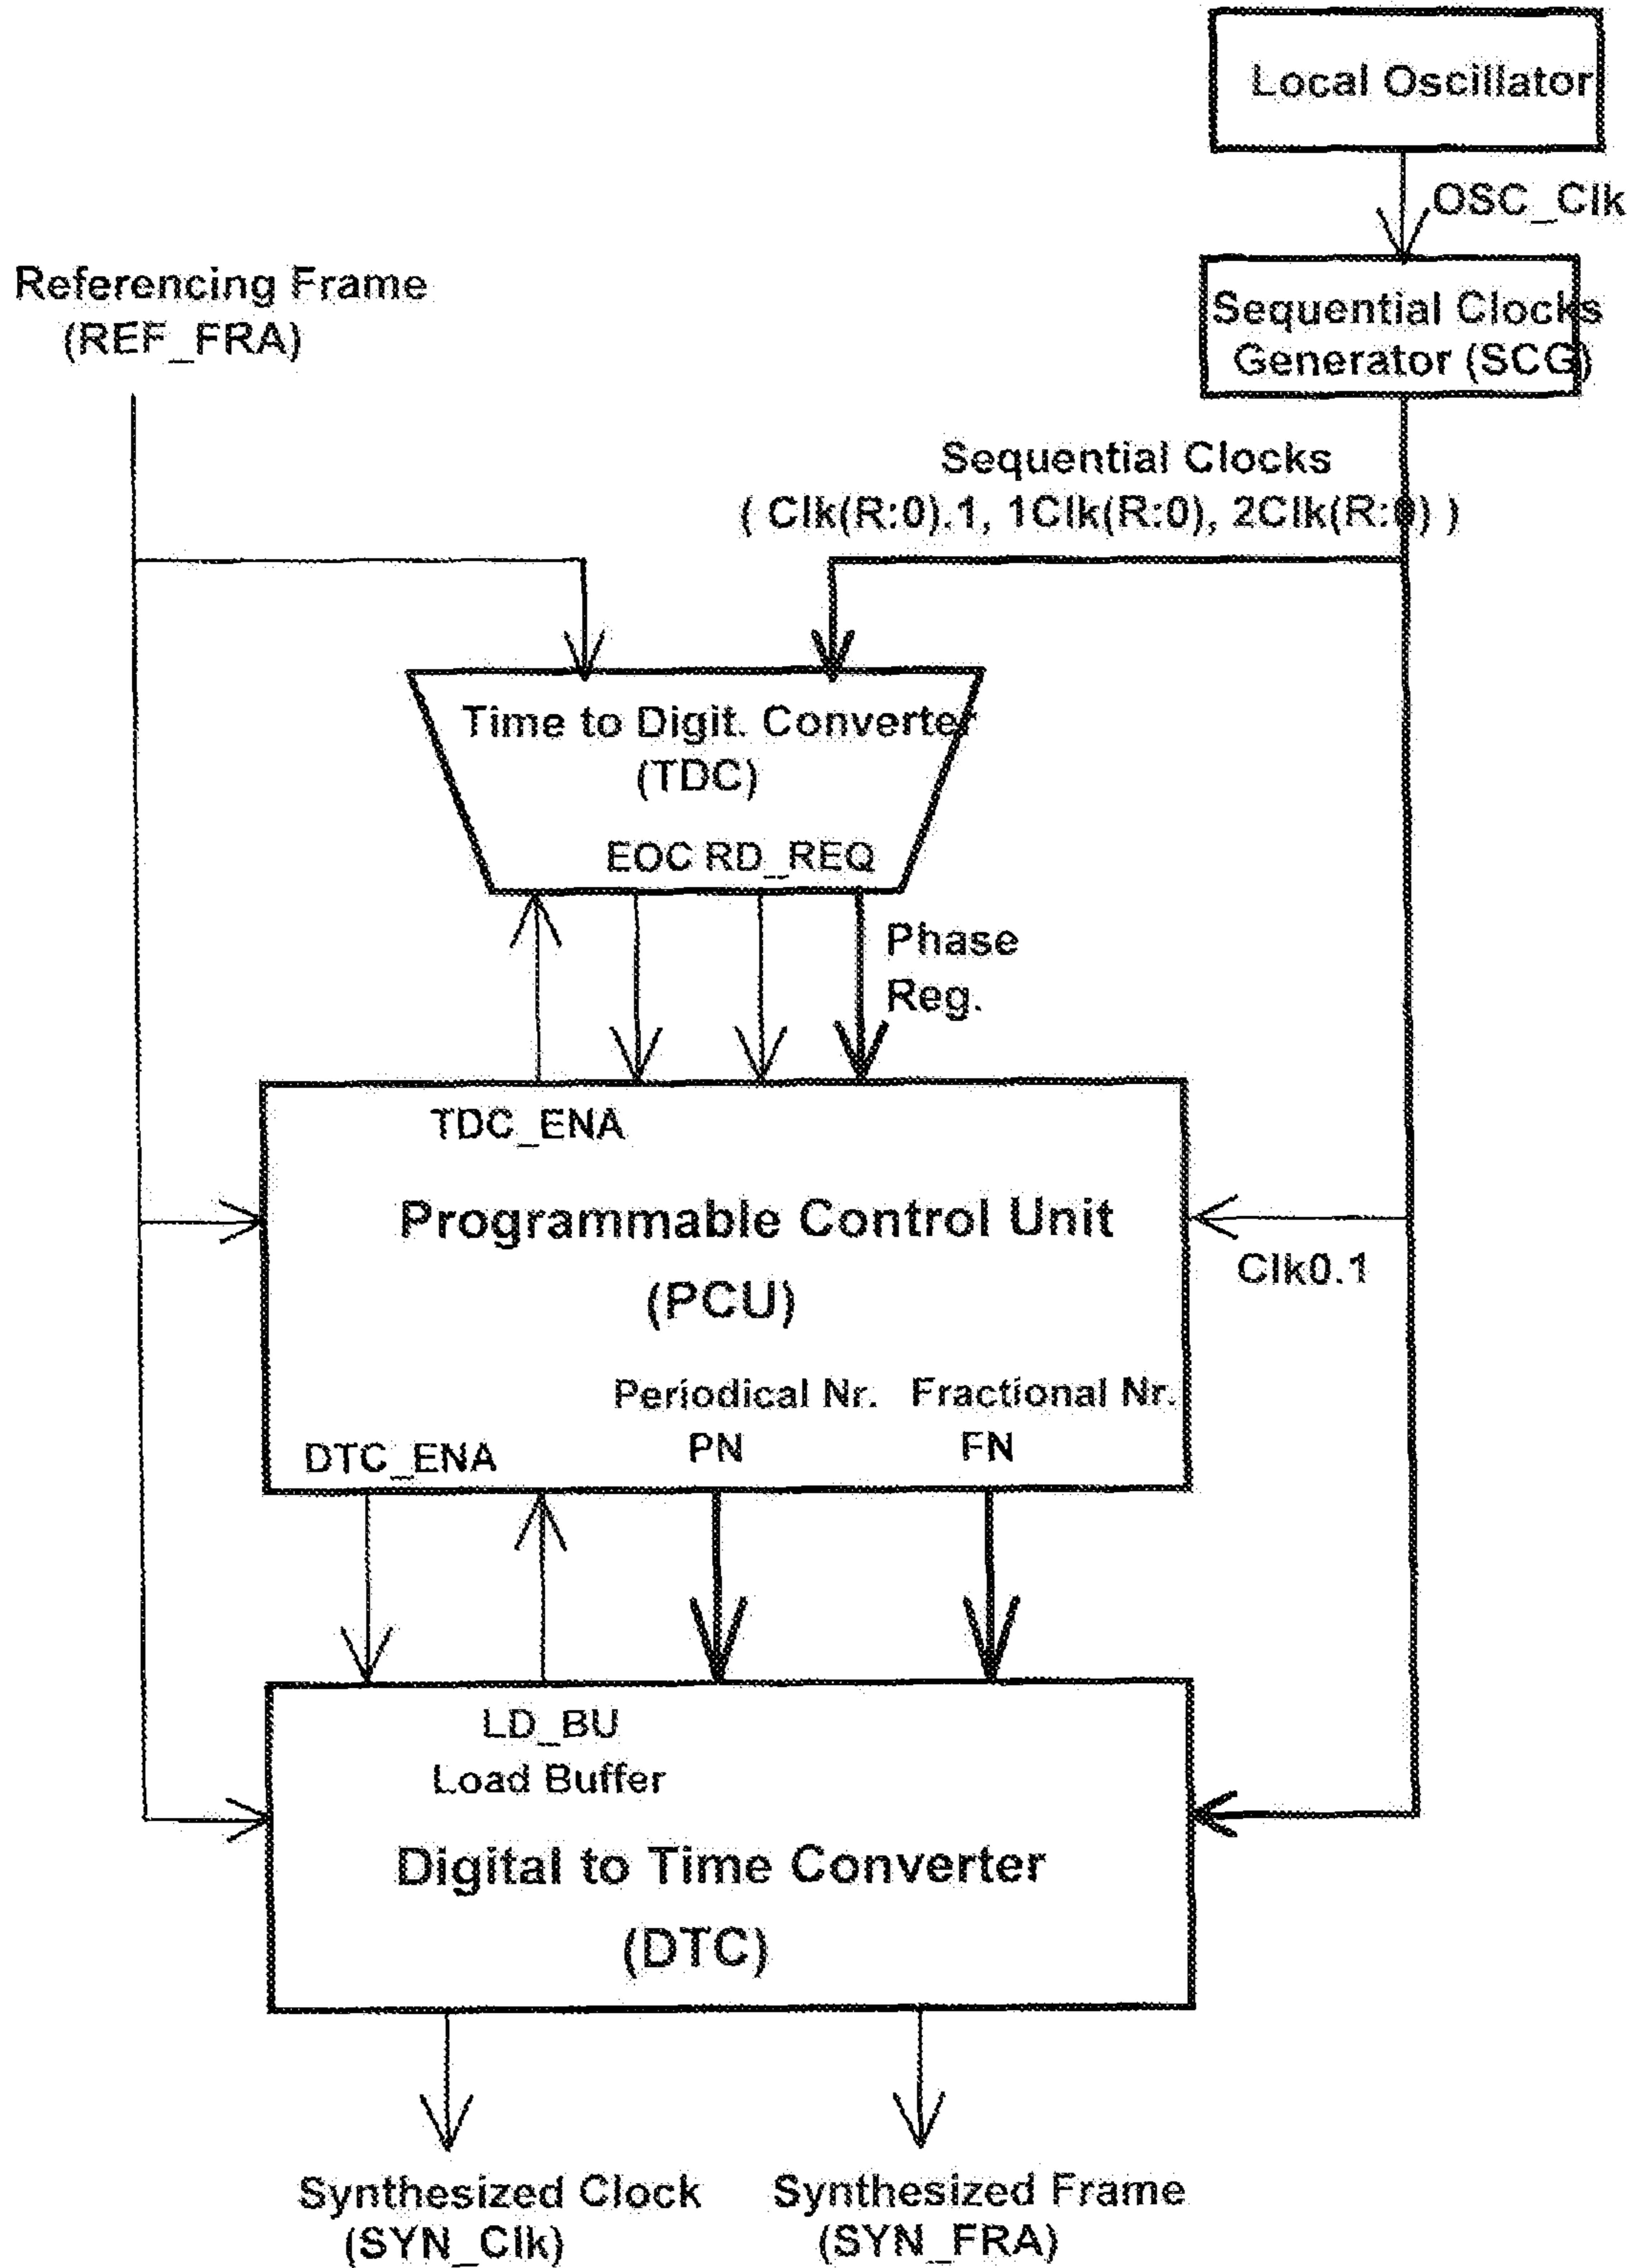 Local Oscillator
OSC_Clk
Referencing Frame
(REF_FRA)
Sequential Clocks
Generator (SCG)
Sequential Clocks
( Clk(R:0).1, 1Clk(R:0), 2Clk(R:0) )
Time to Digit. Converter
(TDC)
EOC RD_REQ
Phase
Reg.
TDC_ENA
Programmable Control Unit
(PCU)
Clk0.1
Periodical Nr. Fractional Nr.
DTC_ENA PN FN
LD_BU
Load Buffer
Digital to Time Converter
(DTC)
Synthesized Clock
(SYN_Clk)
Synthesized Frame
(SYN_FRA)